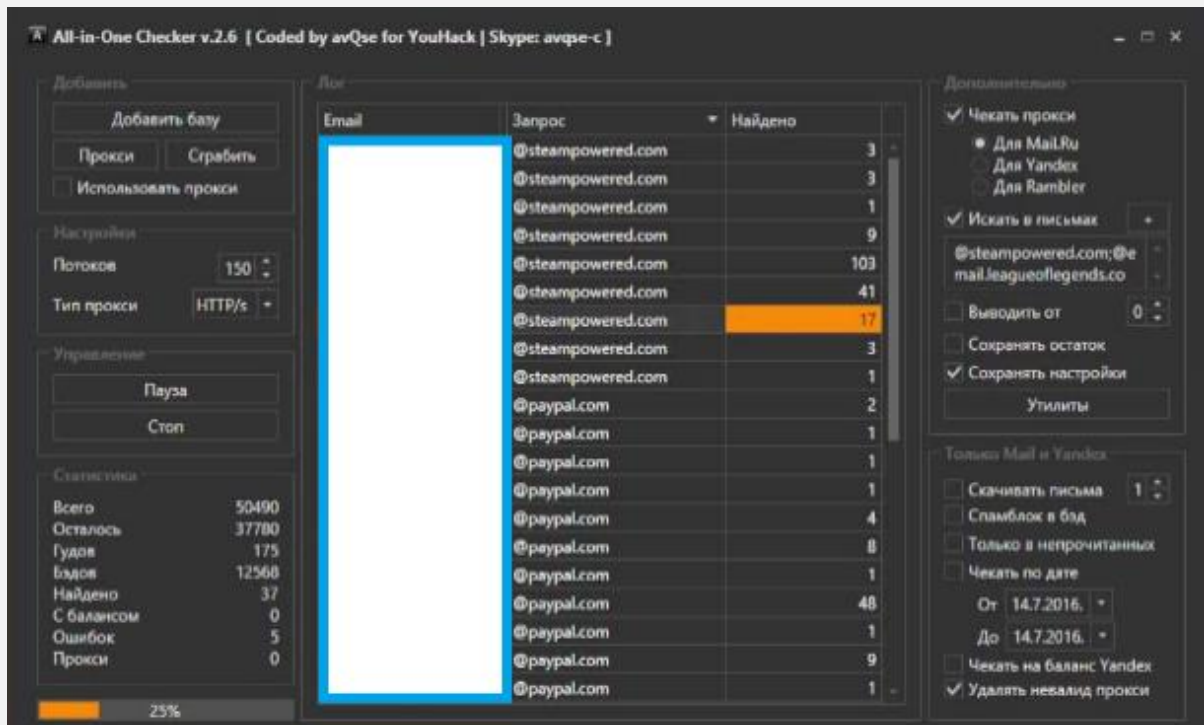 All-in-One Checker v.2.6 [ Coded by avQse for YouHack | Skype: avqse-c ]
Добавить
Добавить базу
Прокси
Сграбить
Использовать прокси
Настройки
Потоков 150
Тип прокси HTTP/s
Управление
Пауза
Стоп
Статистика
Всего 50490
Осталось 37780
Гудов 175
Бэдов 12568
Найдено 37
С балансом 0
Ошибок 5
Прокси 0
25%
Лог
Email Запрос Найдено
@steampowered.com 3
@steampowered.com 3
@steampowered.com 1
@steampowered.com 9
@steampowered.com 103
@steampowered.com 41
@steampowered.com 17
@steampowered.com 3
@steampowered.com 1
@paypal.com 2
@paypal.com 1
@paypal.com 1
@paypal.com 1
@paypal.com 4
@paypal.com 8
@paypal.com 1
@paypal.com 48
@paypal.com 1
@paypal.com 9
@paypal.com 1
Дополнительно
Чекать прокси
Для Mail.Ru
Для Yandex
Для Rambler
Искать в письмах +
@steampowered.com;@e
mail.leagueoflegends.co
Выводить от 0
Сохранять остаток
Сохранять настройки
Утилиты
Только Mail и Yandex
Скачивать письма 1
Спамблок в бэд
Только в непрочитанных
Чекать по дате
От 14.7.2016.
До 14.7.2016.
Чекать на баланс Yandex
Удалять невалид прокси